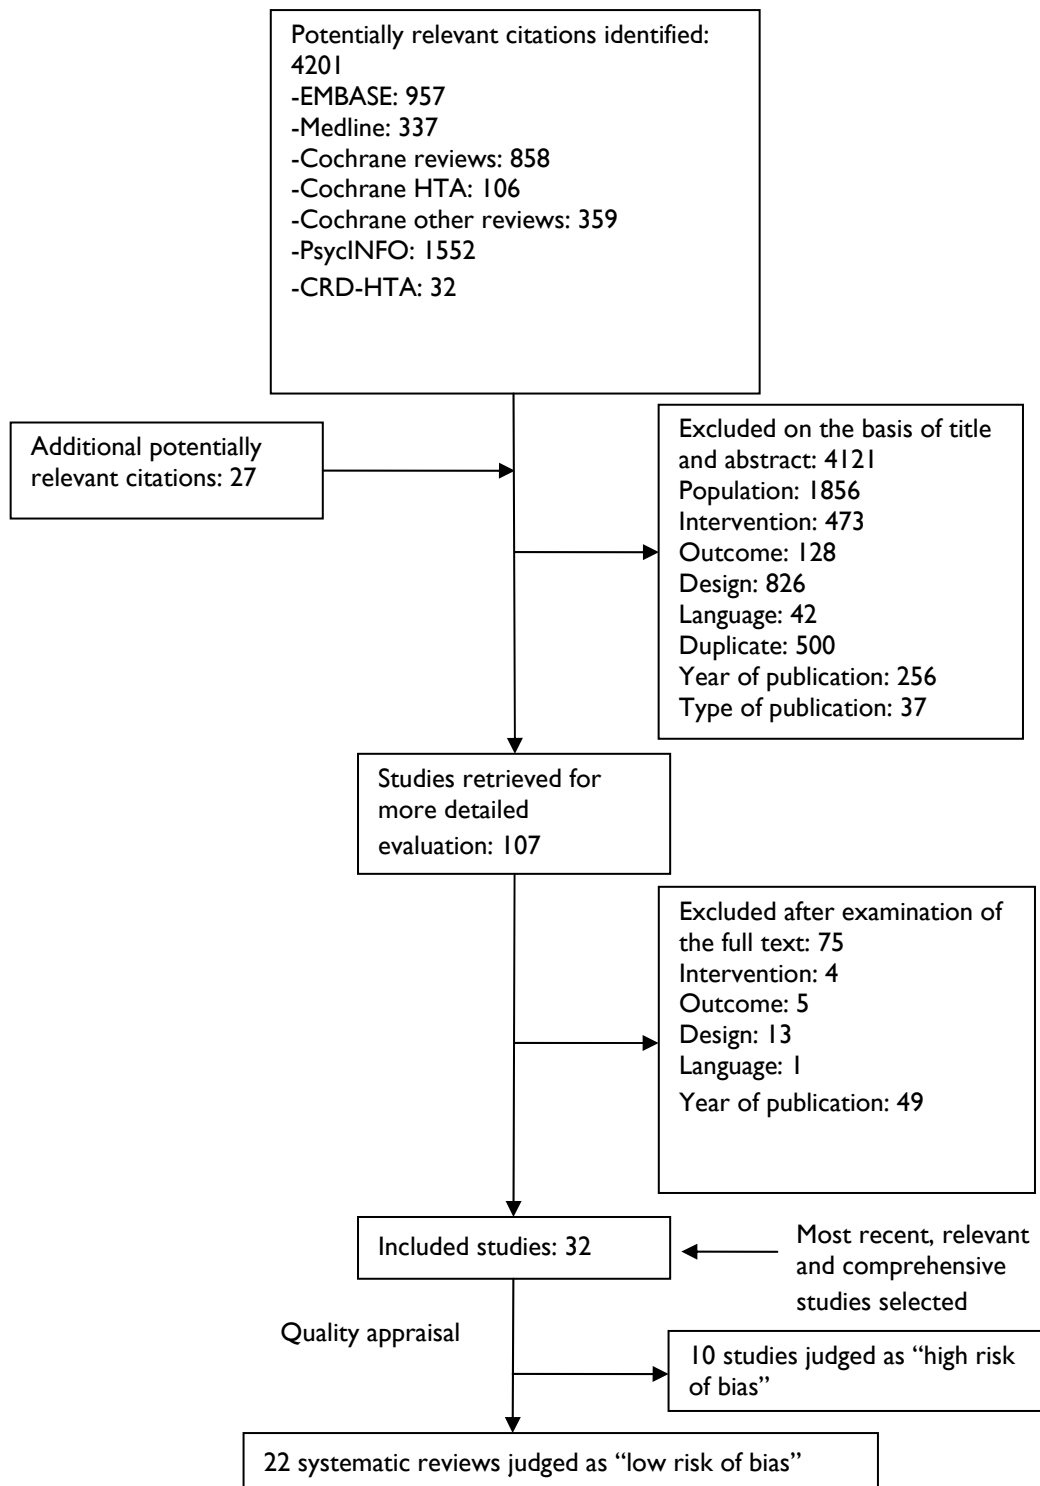 Potentially relevant citations identified:
4201
-EMBASE: 957
-Medline: 337
-Cochrane reviews: 858
-Cochrane HTA: 106
-Cochrane other reviews: 359
-PsycINFO: 1552
-CRD-HTA: 32
Additional potentially
relevant citations: 27
Excluded on the basis of title
and abstract: 4121
Population: 1856
Intervention: 473
Outcome: 128
Design: 826
Language: 42
Duplicate: 500
Year of publication: 256
Type of publication: 37
Studies retrieved for
more detailed
evaluation: 107
Excluded after examination of
the full text: 75
Intervention: 4
Outcome: 5
Design: 13
Language: 1
Year of publication: 49
Included studies: 32
Most recent, relevant
and comprehensive
studies selected
Quality appraisal
10 studies judged as “high risk
of bias”
22 systematic reviews judged as “low risk of bias”